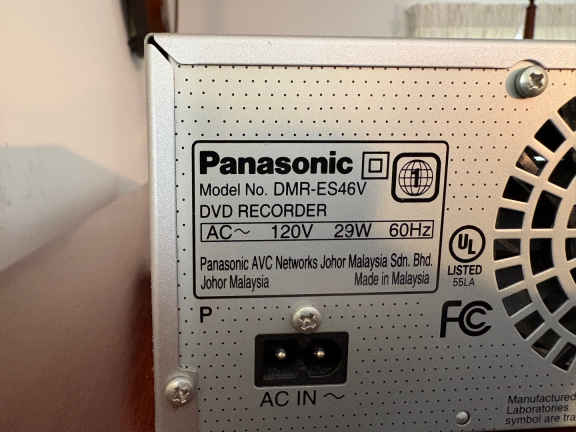 Panasonic
1
Model No. DMR-ES46V
DVD RECORDER
AC～ 120V 29W 60Hz
Panasonic AVC Networks Johor Malaysia Sdn. Bhd.
Johor Malaysia Made in Malaysia
UL
LISTED
55LA
P
FC
AC IN ～
Manufactured
Laboratories
symbol are tra